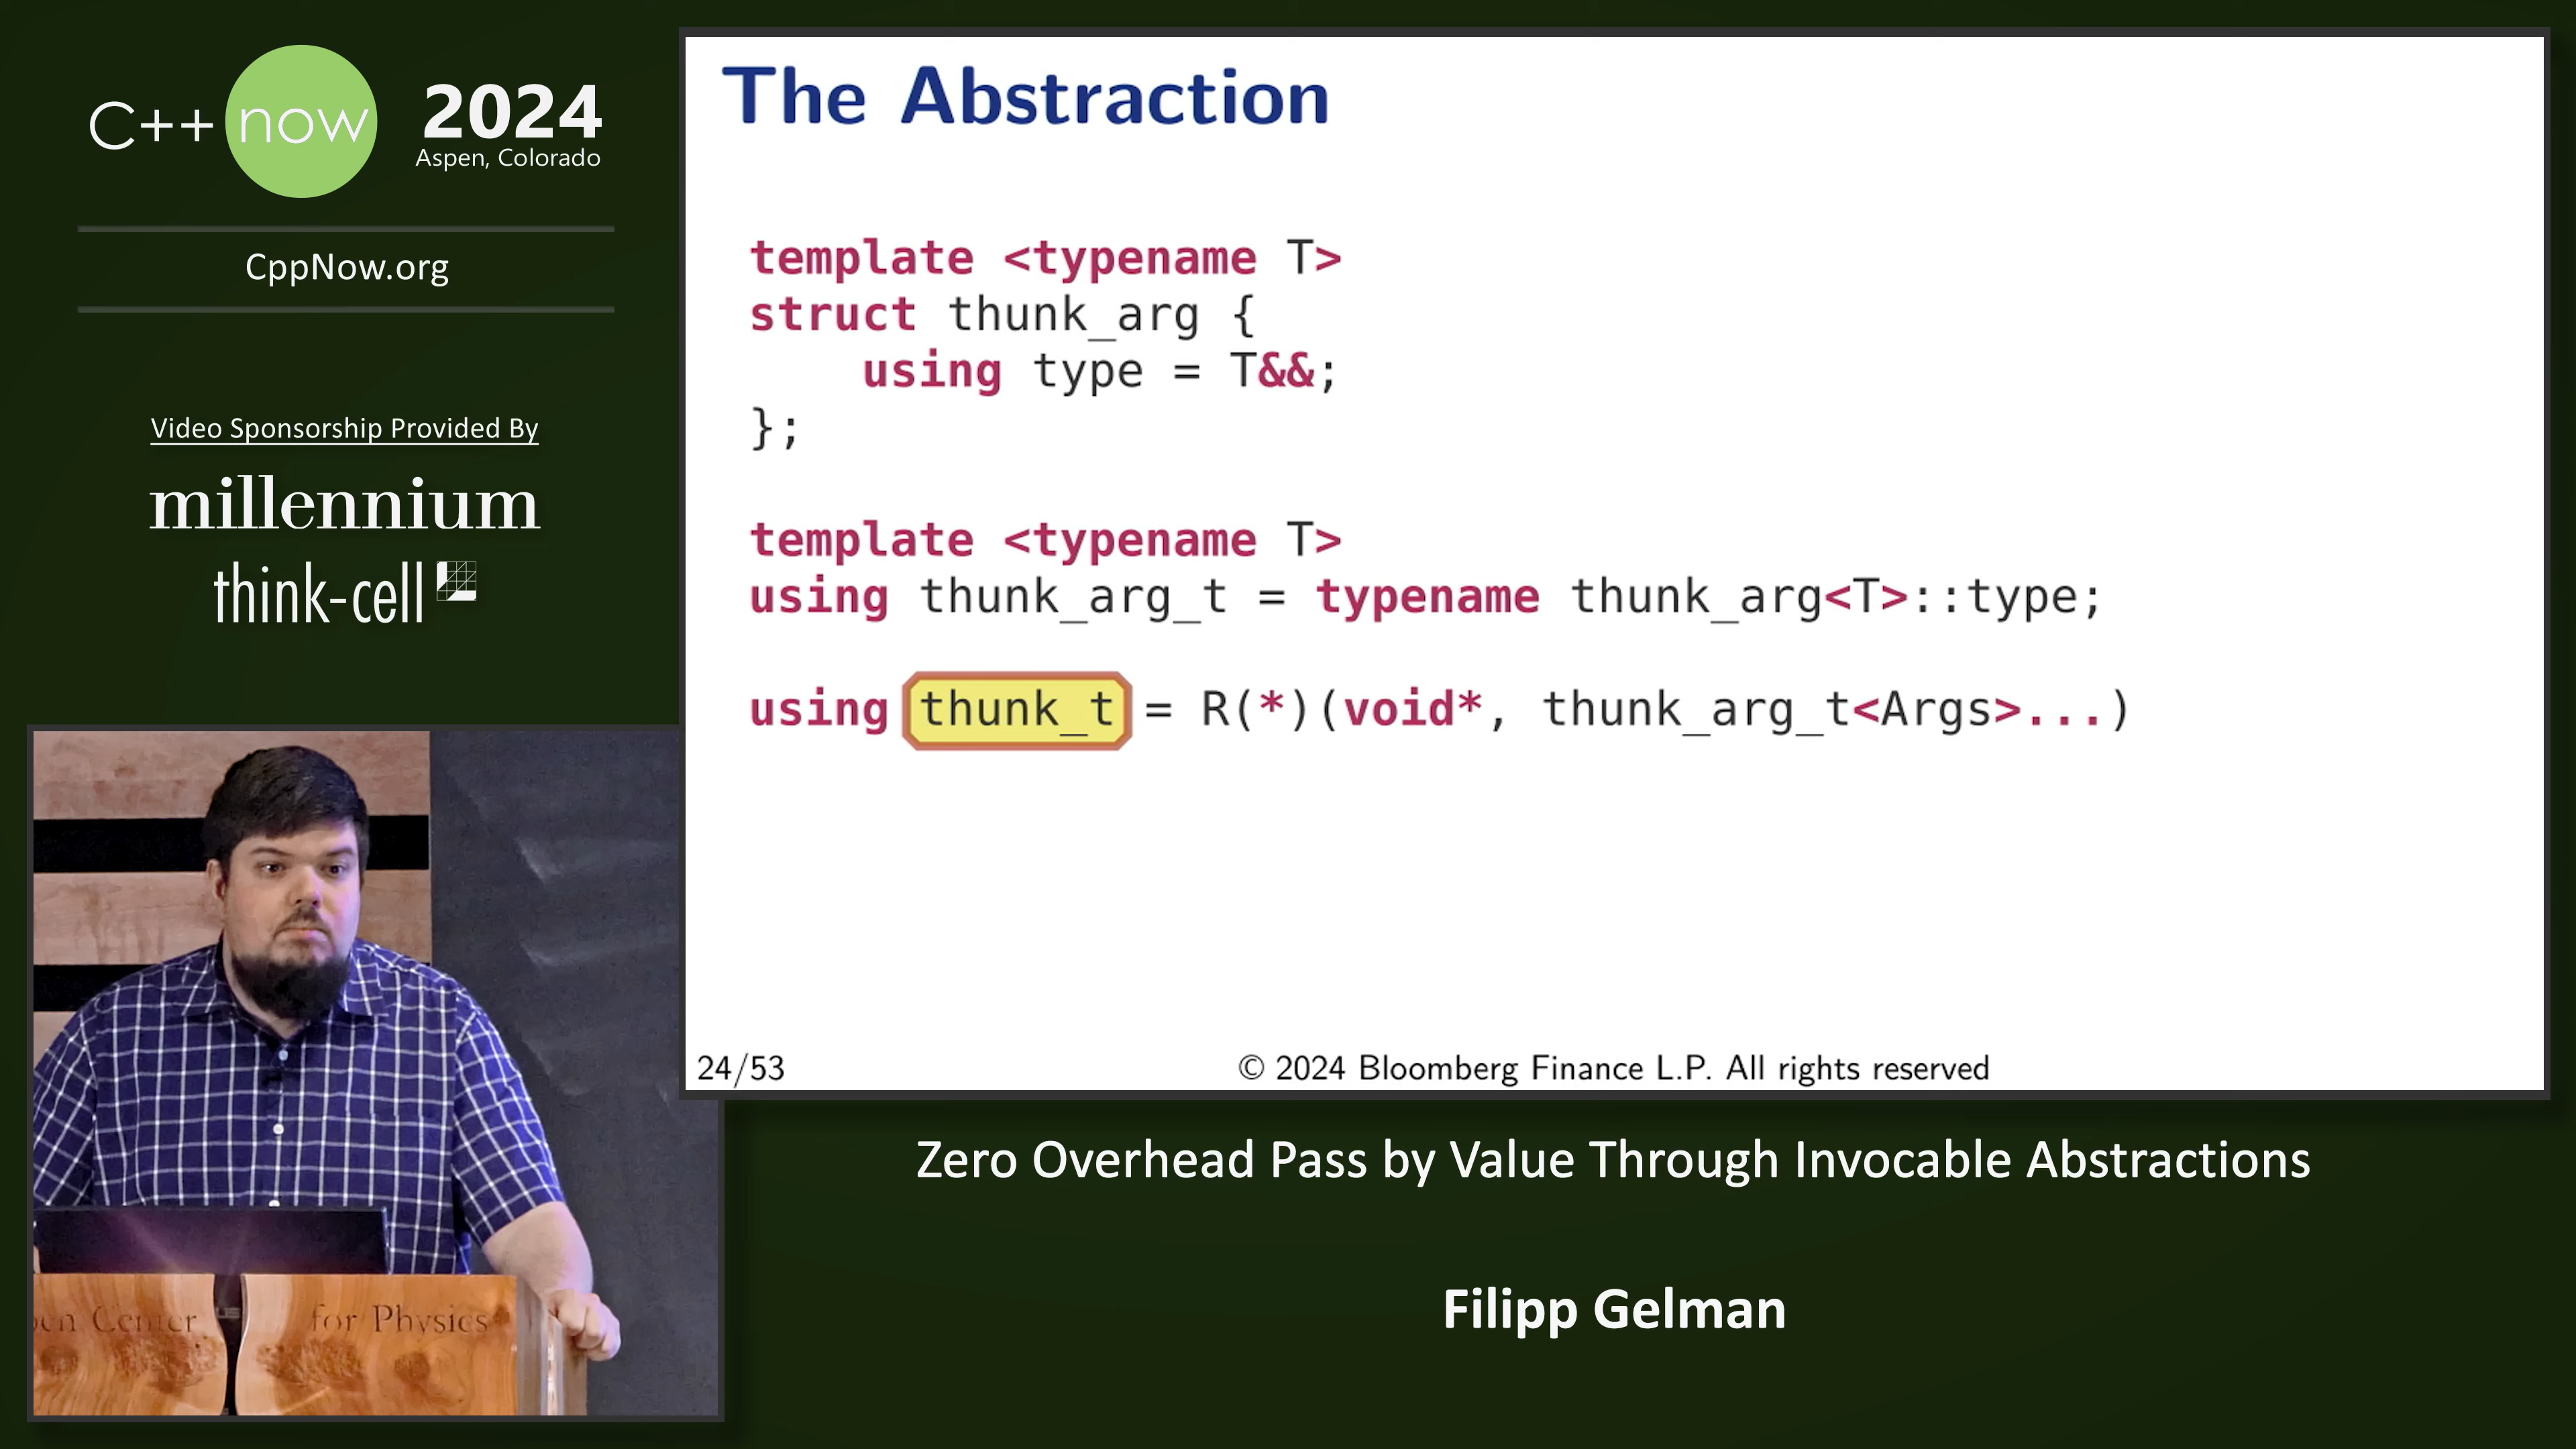 C++ now
2024
Aspen, Colorado
CppNow.org
Video Sponsorship Provided By
millennium
think-cell
The Abstraction
template <typename T>
struct thunk_arg {
    using type = T&&;
};
template <typename T>
using thunk_arg_t = typename thunk_arg<T>::type;
using thunk_t = R(*)(void*, thunk_arg_t<Args>...)
24/53
© 2024 Bloomberg Finance L.P. All rights reserved
Center for Physics
Zero Overhead Pass by Value Through Invocable Abstractions
Filipp Gelman